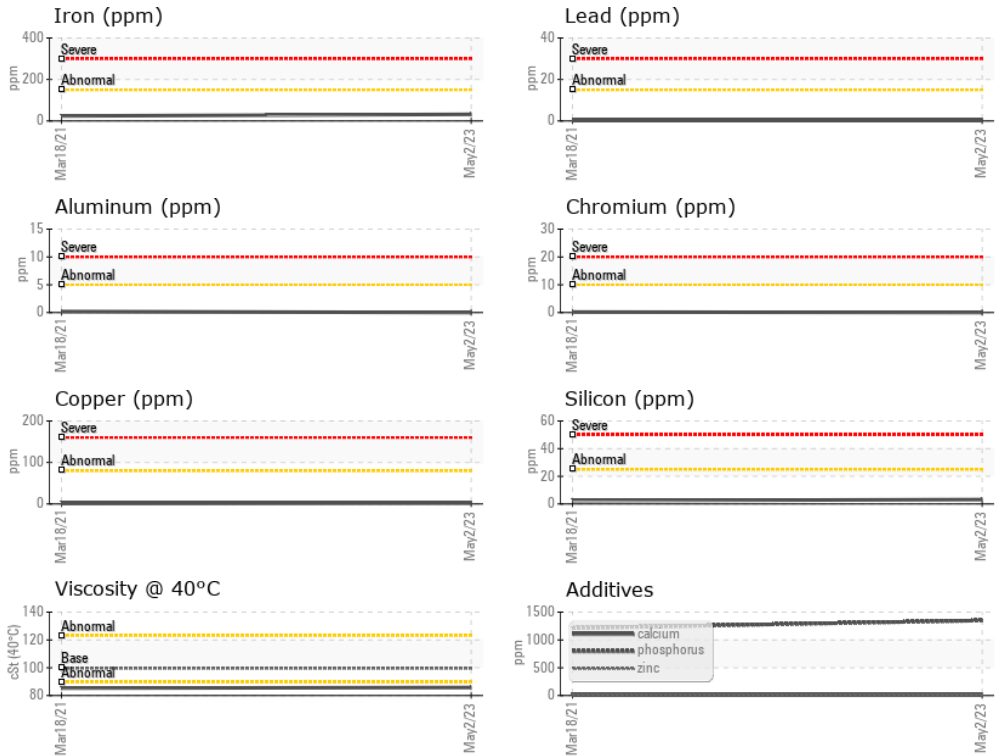 Iron (ppm)
400
Severe
200
Abnormal
0
ppm
Mar18/21
May2/23
Lead (ppm)
40
Severe
20
Abnormal
0
ppm
Mar18/21
May2/23
Aluminum (ppm)
15
Severe
10
Abnormal
5
0
ppm
Mar18/21
May2/23
Chromium (ppm)
30
Severe
20
Abnormal
10
0
ppm
Mar18/21
May2/23
Copper (ppm)
200
Severe
100
Abnormal
0
ppm
Mar18/21
May2/23
Silicon (ppm)
60
Severe
40
Abnormal
20
0
ppm
Mar18/21
May2/23
Viscosity @ 40°C
140
Abnormal
120
Base
100
Abnormal
80
cSt (40°C)
Mar18/21
May2/23
Additives
1500
calcium
1000
phosphorus
500
zinc
0
ppm
Mar18/21
May2/23